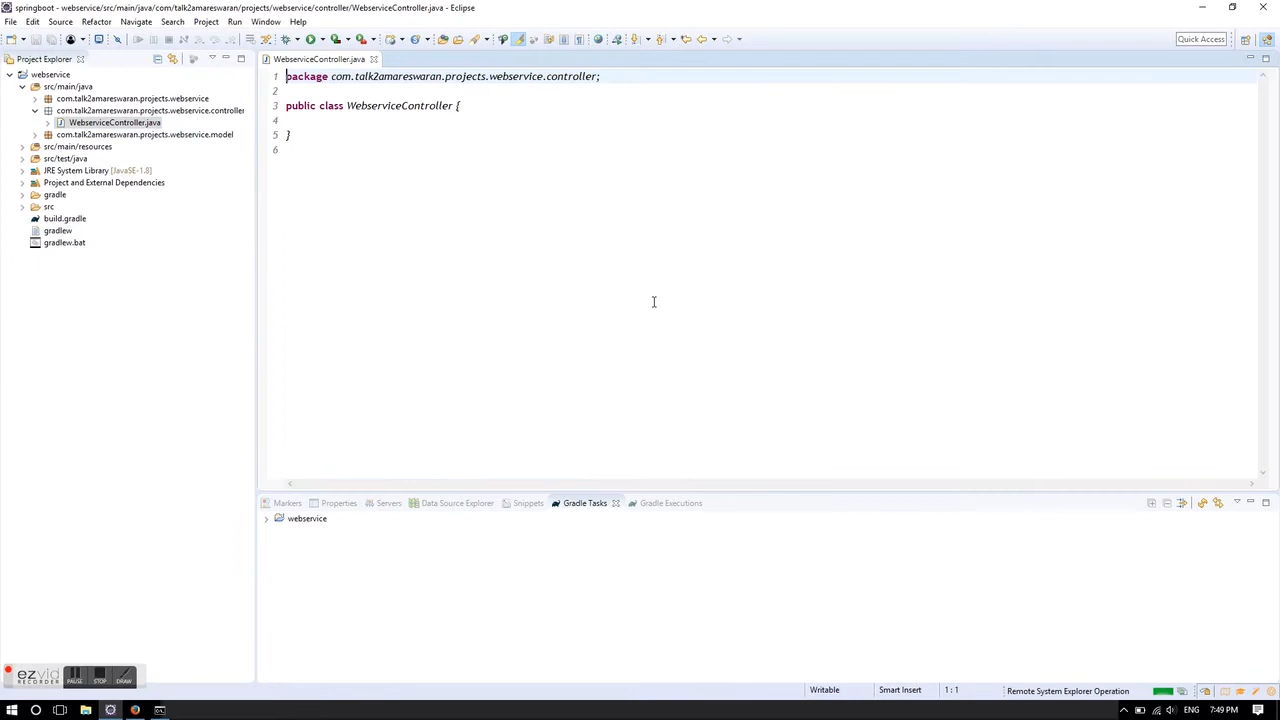 springboot - webservice/src/main/java/com/talk2amareswaran/projects/webservice/controller/WebserviceController.java - Eclipse
File Edit Source Refactor Navigate Search Project Run Window Help
Quick Access
Project Explorer
webservice
src/main/java
com.talk2amareswaran.projects.webservice
com.talk2amareswaran.projects.webservice.controller
WebserviceController.java
com.talk2amareswaran.projects.webservice.model
src/main/resources
src/test/java
JRE System Library [JavaSE-1.8]
Project and External Dependencies
gradle
src
build.gradle
gradlew
gradlew.bat
WebserviceController.java
1 package com.talk2amareswaran.projects.webservice.controller;
2
3 public class WebserviceController {
4
5 }
6
Markers Properties Servers Data Source Explorer Snippets Gradle Tasks Gradle Executions
webservice
ezvid
RECORDER
PAUSE STOP DRAW
Writable Smart Insert 1 : 1 Remote System Explorer Operation
ENG 7:49 PM